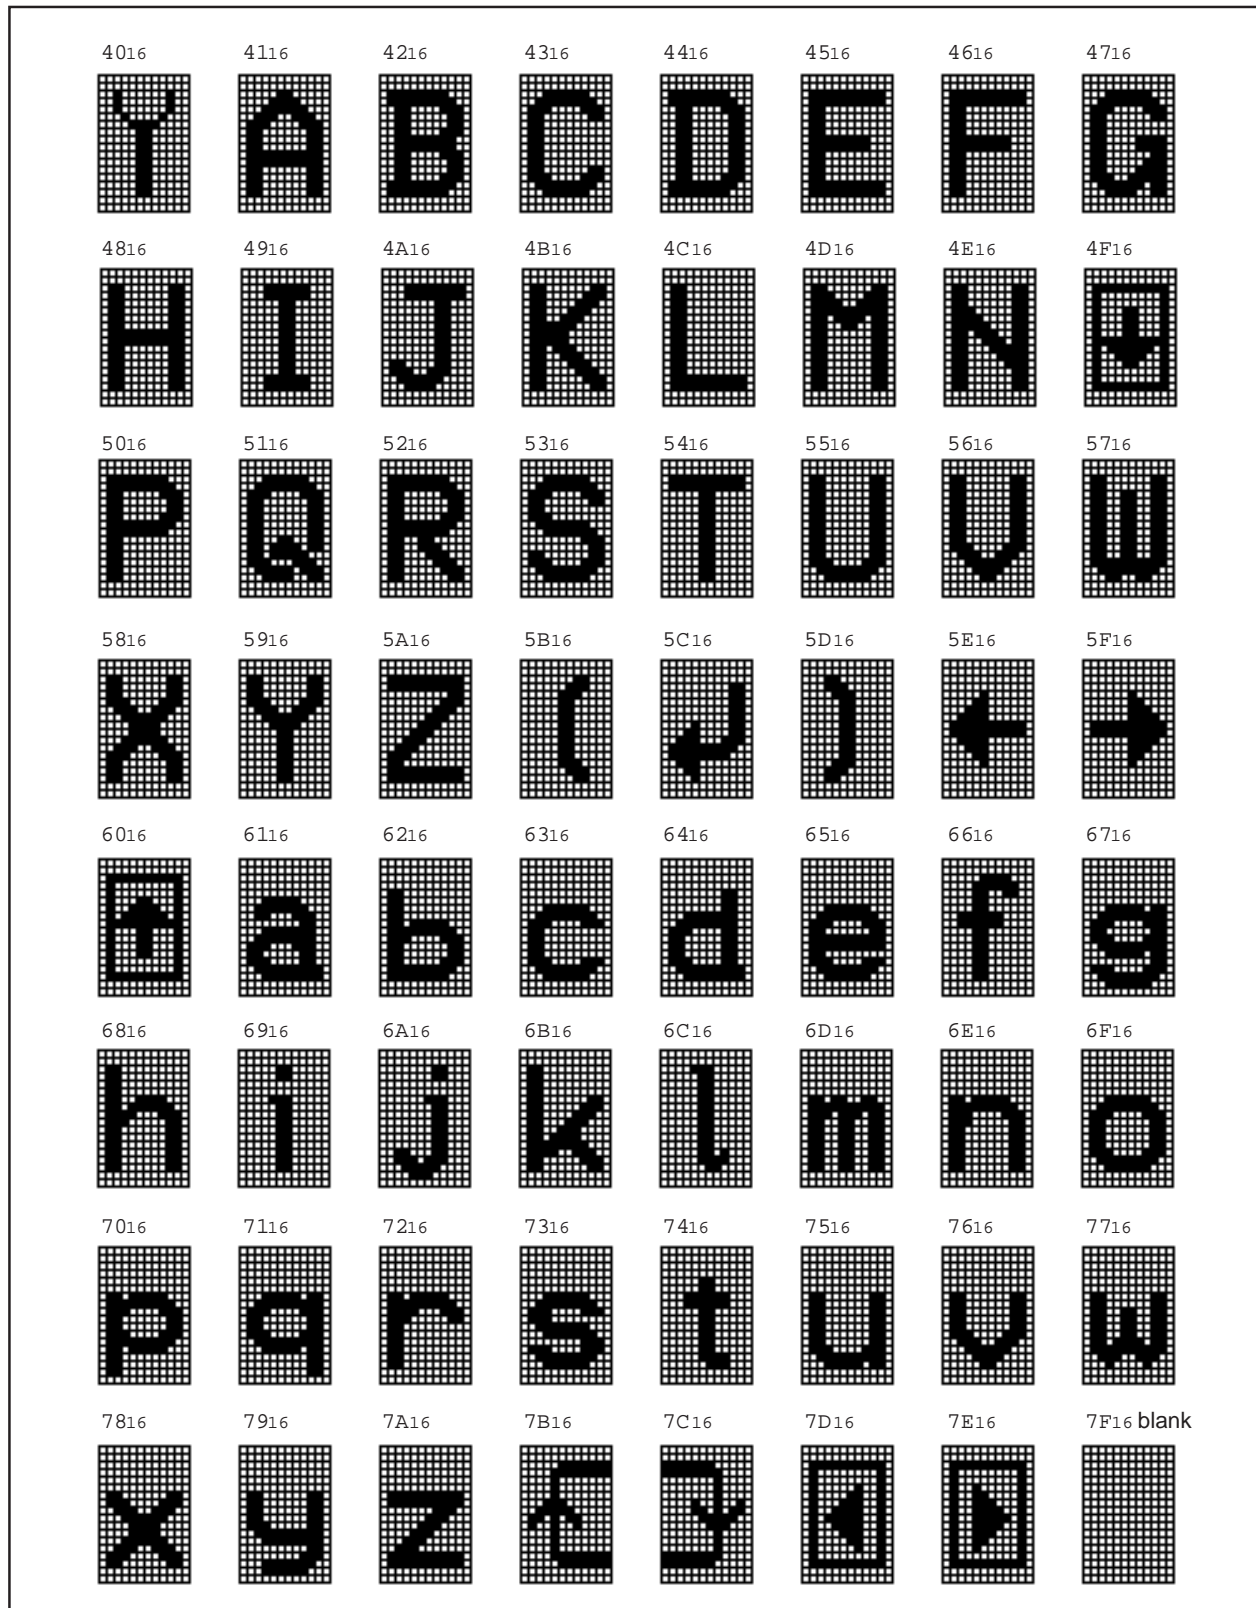 4016 4116 4216 4316 4416 4516 4616 4716
Y A B C D E F G
4816 4916 4A16 4B16 4C16 4D16 4E16 4F16
H I J K L M N
5016 5116 5216 5316 5416 5516 5616 5716
P Q R S T U V W
5816 5916 5A16 5B16 5C16 5D16 5E16 5F16
X Y Z ( ) ← →
6016 6116 6216 6316 6416 6516 6616 6716
a b c d e f g
6816 6916 6A16 6B16 6C16 6D16 6E16 6F16
h i j k l m n o
7016 7116 7216 7316 7416 7516 7616 7716
p q r s t u v w
7816 7916 7A16 7B16 7C16 7D16 7E16 7F16 blank
x y z